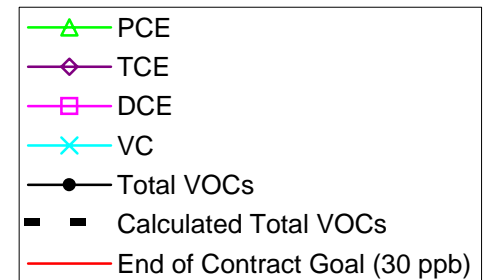 PCE
TCE
DCE
VC
Total VOCs
Calculated Total VOCs
End of Contract Goal (30 ppb)